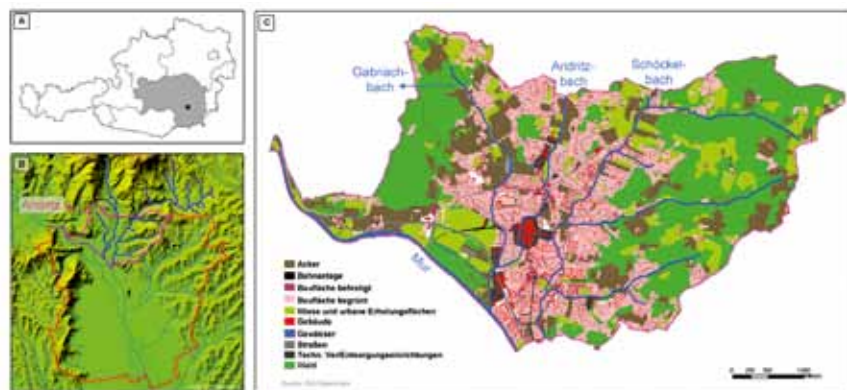 A
B
Andritz
C
Gabriach-
bach
Andritz-
bach
Schöckel-
bach
Mur
Acker
Bahnanlage
Baufläche befestigt
Baufläche begrünt
Wiese und urbane Erholungsflächen
Gebäude
Gewässer
Straßen
Techn. Ver/Entsorgungseinrichtungen
Wald